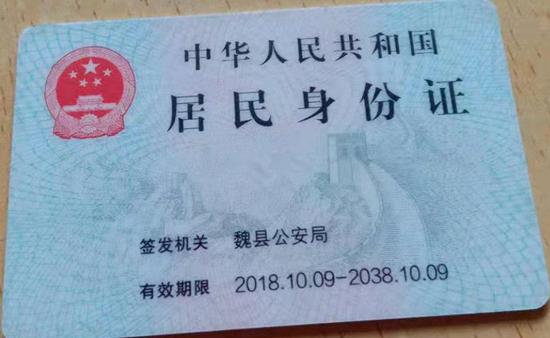 中华人民共和国
居民身份证
签发机关 魏县公安局
有效期限 2018.10.09-2038.10.09